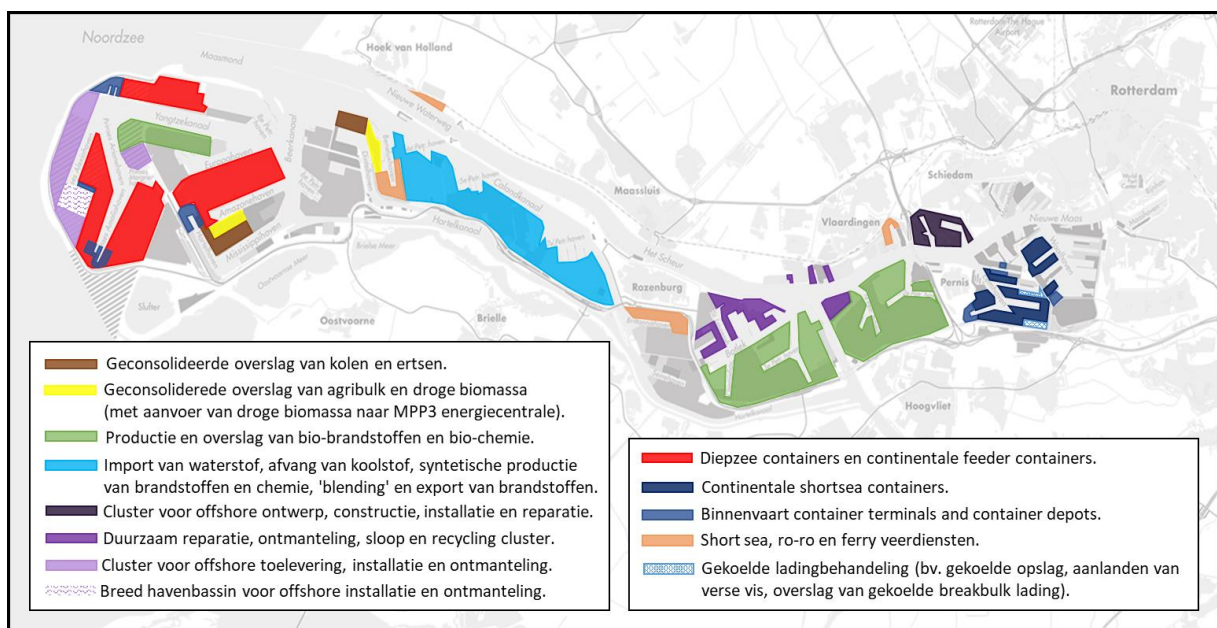 Noordzee
Maasmond
Hoek van Holland
Nieuwe Waterweg
Rotterdam The Hague
Airport
Rotterdam
Yangtzekanaal
Beerkanaal
Europahaven
Amazonehaven
Mississippihaven
Calandkanaal
Hartelkanaal
Maassluis
Schiedam
Vlaardingen
Nieuwe Maas
Brielse Meer
Oostvoornse Meer
Het Scheur
Pernis
Rozenburg
Slufter
Oostvoorne
Brielle
Hartelkanaal
Hoogvliet
Geconsolideerde overslag van kolen en ertsen.
Geconsoliderede overslag van agribulk en droge biomassa
(met aanvoer van droge biomassa naar MPP3 energiecentrale).
Productie en overslag van bio-brandstoffen en bio-chemie.
Import van waterstof, afvang van koolstof, syntetische productie
van brandstoffen en chemie, 'blending' en export van brandstoffen.
Cluster voor offshore ontwerp, constructie, installatie en reparatie.
Duurzaam reparatie, ontmanteling, sloop en recycling cluster.
Cluster voor offshore toelevering, installatie en ontmanteling.
Breed havenbassin voor offshore installatie en ontmanteling.
Diepzee containers en continentale feeder containers.
Continentale shortsea containers.
Binnenvaart container terminals and container depots.
Short sea, ro-ro en ferry veerdiensten.
Gekoelde ladingbehandeling (bv. gekoelde opslag, aanlanden van
verse vis, overslag van gekoelde breakbulk lading).